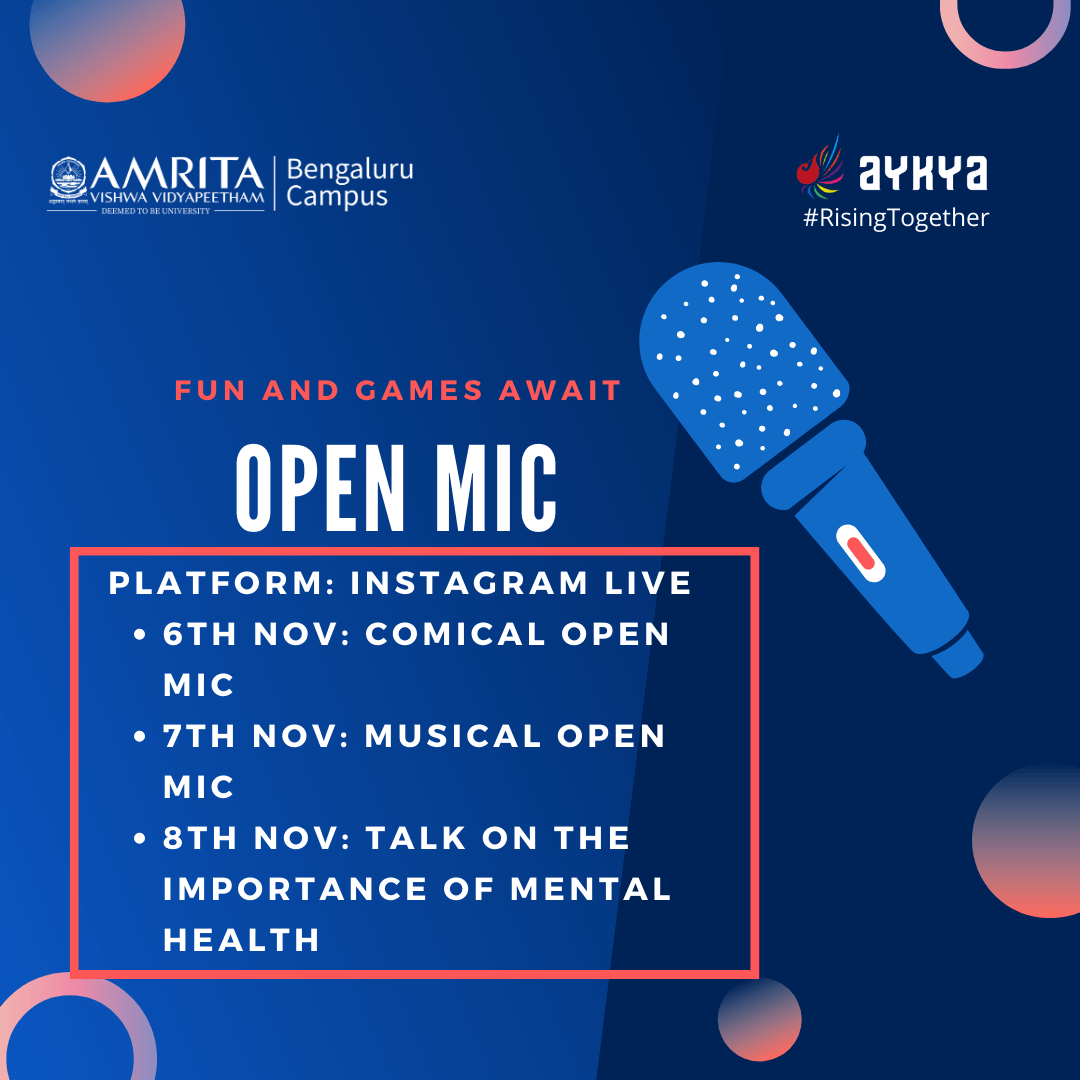 AMRITA
VISHWA VIDYAPEETHAM
DEEMED TO BE UNIVERSITY
Bengaluru
Campus
AYKYA
#RisingTogether
FUN AND GAMES AWAIT
OPEN MIC
PLATFORM: INSTAGRAM LIVE
• 6TH NOV: COMICAL OPEN
MIC
• 7TH NOV: MUSICAL OPEN
MIC
• 8TH NOV: TALK ON THE
IMPORTANCE OF MENTAL
HEALTH